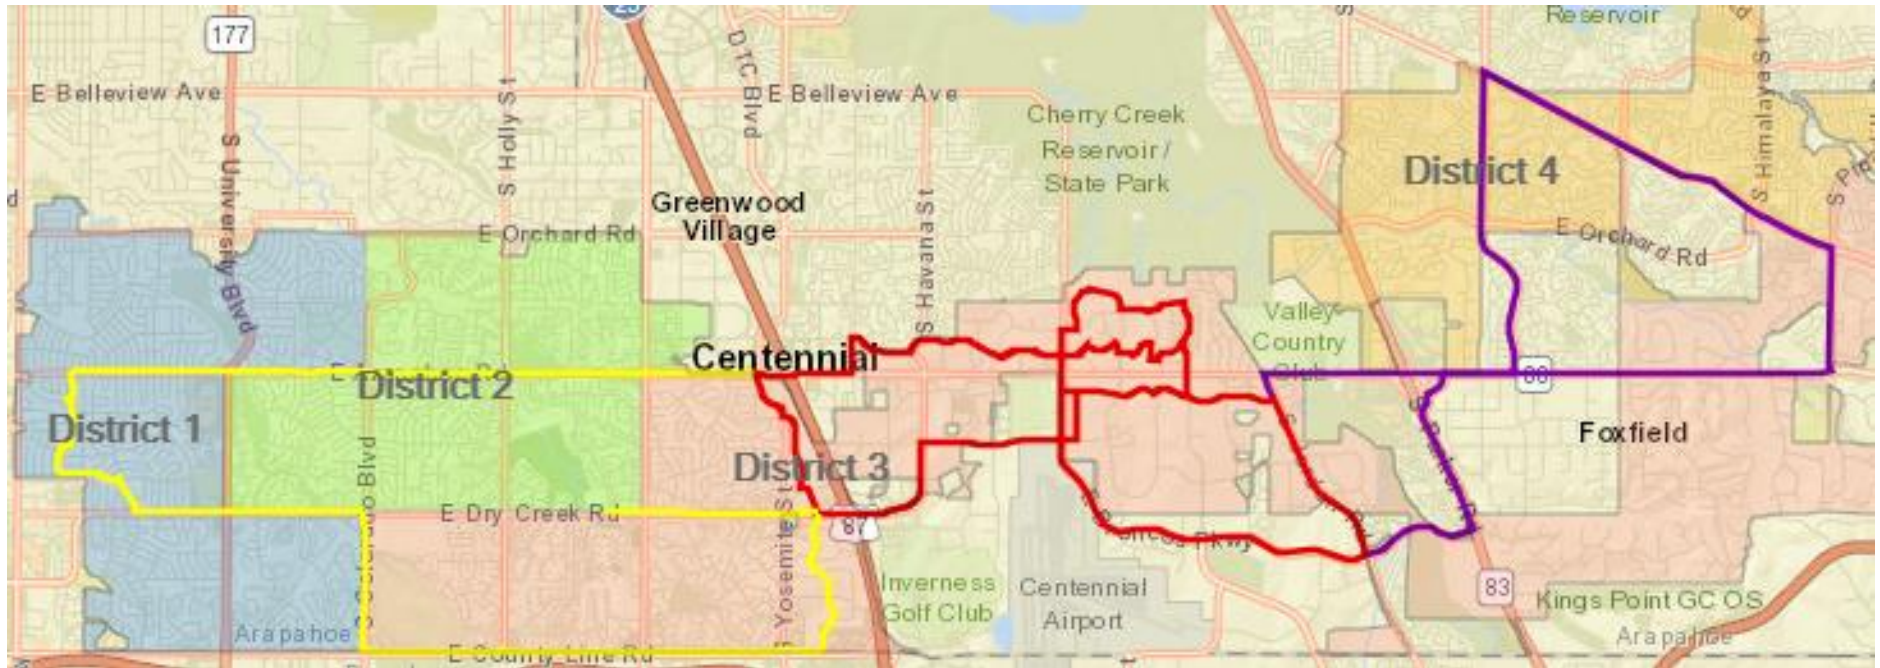 25
Reservoir
177
DTC Blvd
S Himalaya St
E Belleview Ave
E Belleview Ave
S University Blvd
S Holly St
Cherry Creek
Reservoir /
State Park
District 4
Greenwood
Village
S Havana St
E Orchard Rd
E Orchard Rd
Valley
Country
Club
Centennial
88
District 2
District 1
Foxfield
S Parker Rd
District 3
S Colorado Blvd
S Yosemite St
E Dry Creek Rd
87
Inverness
Golf Club
Centennial
Airport
83
Kings Point GC OS
Arapahoe
Arapahoe
E County Line Rd